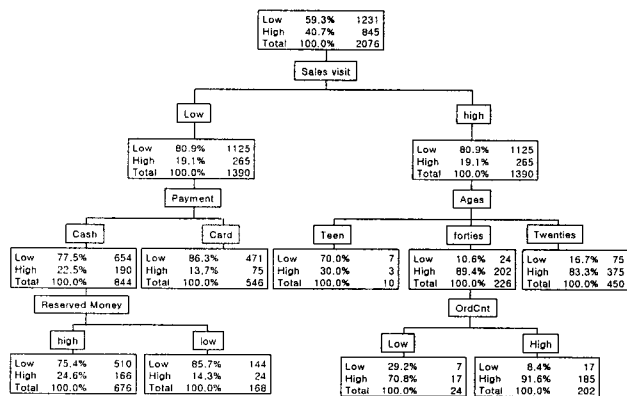 Low 59.3% 1231
High 40.7% 845
Total 100.0% 2076
Sales visit
Low
high
Low 80.9% 1125
High 19.1% 265
Total 100.0% 1390
Low 80.9% 1125
High 19.1% 265
Total 100.0% 1390
Payment
Ages
Cash
Card
Teen
forties
Twenties
Low 77.5% 654
High 22.5% 190
Total 100.0% 844
Low 86.3% 471
High 13.7% 75
Total 100.0% 546
Low 70.0% 7
High 30.0% 3
Total 100.0% 10
Low 10.6% 24
High 89.4% 202
Total 100.0% 226
Low 16.7% 75
High 83.3% 375
Total 100.0% 450
Reserved Money
OrdCnt
high
low
Low
High
Low 75.4% 510
High 24.6% 166
Total 100.0% 676
Low 85.7% 144
High 14.3% 24
Total 100.0% 168
Low 29.2% 7
High 70.8% 17
Total 100.0% 24
Low 8.4% 17
High 91.6% 185
Total 100.0% 202